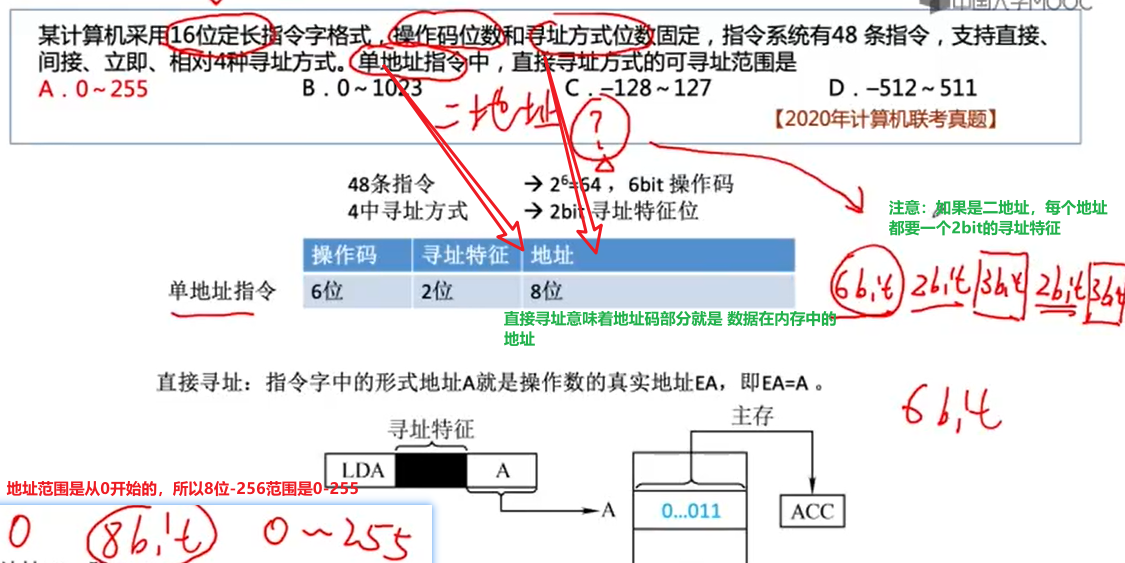 中国大学MOOC
某计算机采用16位定长指令字格式，操作码位数和寻址方式位数固定，指令系统有48 条指令，支持直接、
间接、立即、相对4种寻址方式。单地址指令中，直接寻址方式的可寻址范围是
A．0～255 B．0～1023 C．–128～127 D．–512～511
二地址 ？
【2020年计算机联考真题】
48条指令 → 2⁶=64 ，6bit 操作码
4中寻址方式 → 2bit 寻址特征位
注意：如果是二地址，每个地址
都要一个2bit的寻址特征
操作码 寻址特征 地址
单地址指令 6位 2位 8位
6bit 2bit 3bit 2bit 3bit
直接寻址意味着地址码部分就是 数据在内存中的
地址
直接寻址：指令字中的形式地址A就是操作数的真实地址EA，即EA=A 。
6bit
寻址特征 主存
LDA A
地址范围是从0开始的，所以8位-256范围是0-255
A 0...011 ACC
0 8bit 0～255